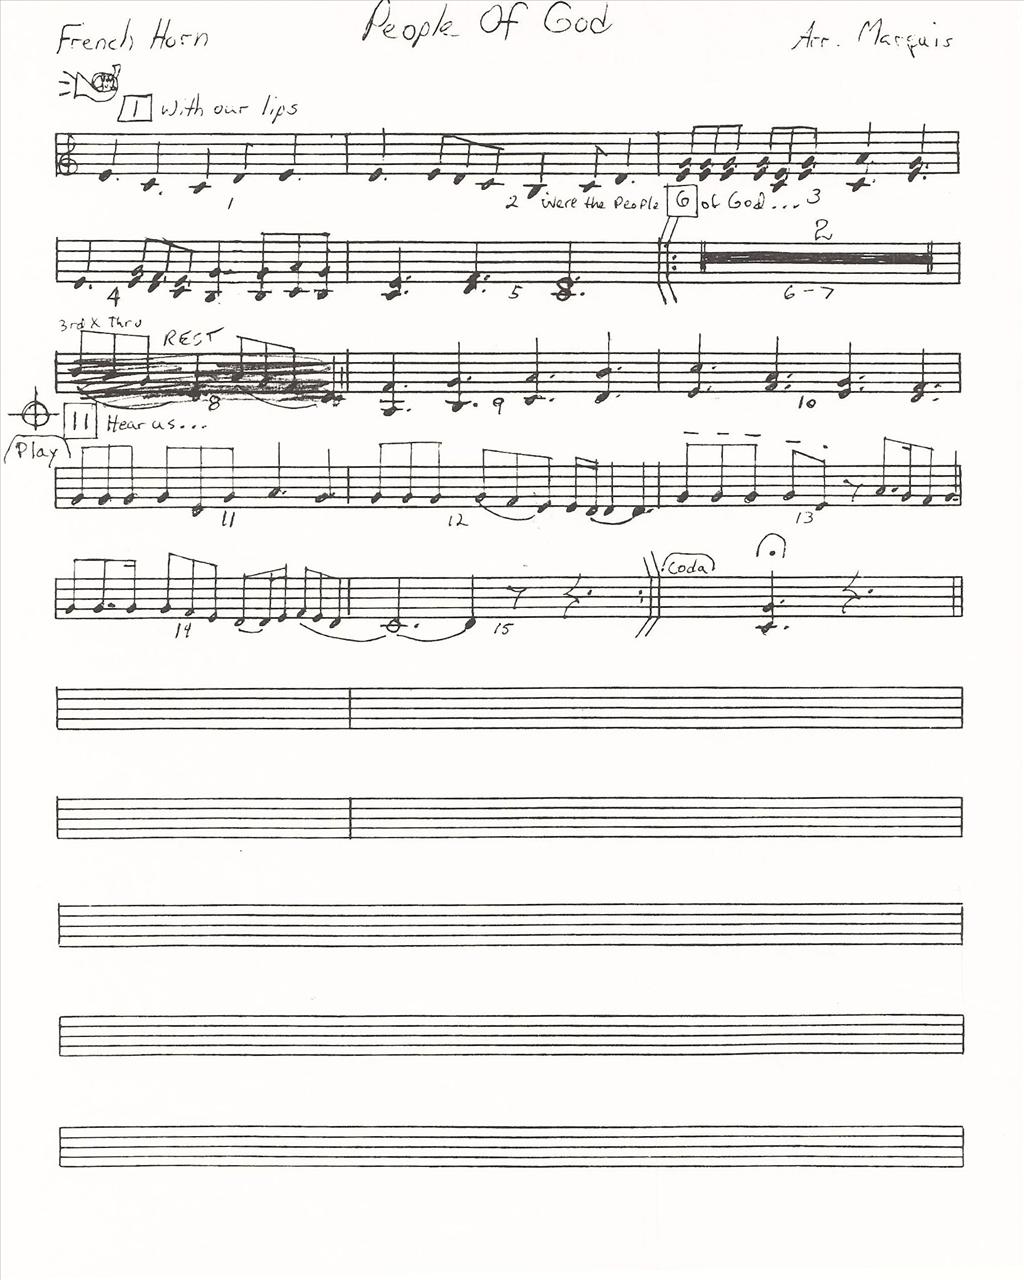 People Of God
French Horn
Arr. Marquis
1 With our lips
1 2 Were the People 6 of God... 3
2
4 5 6-7
3rd X Thru
REST
8 9 10
11 Hear us...
Play
11 12 13
Coda
14 15